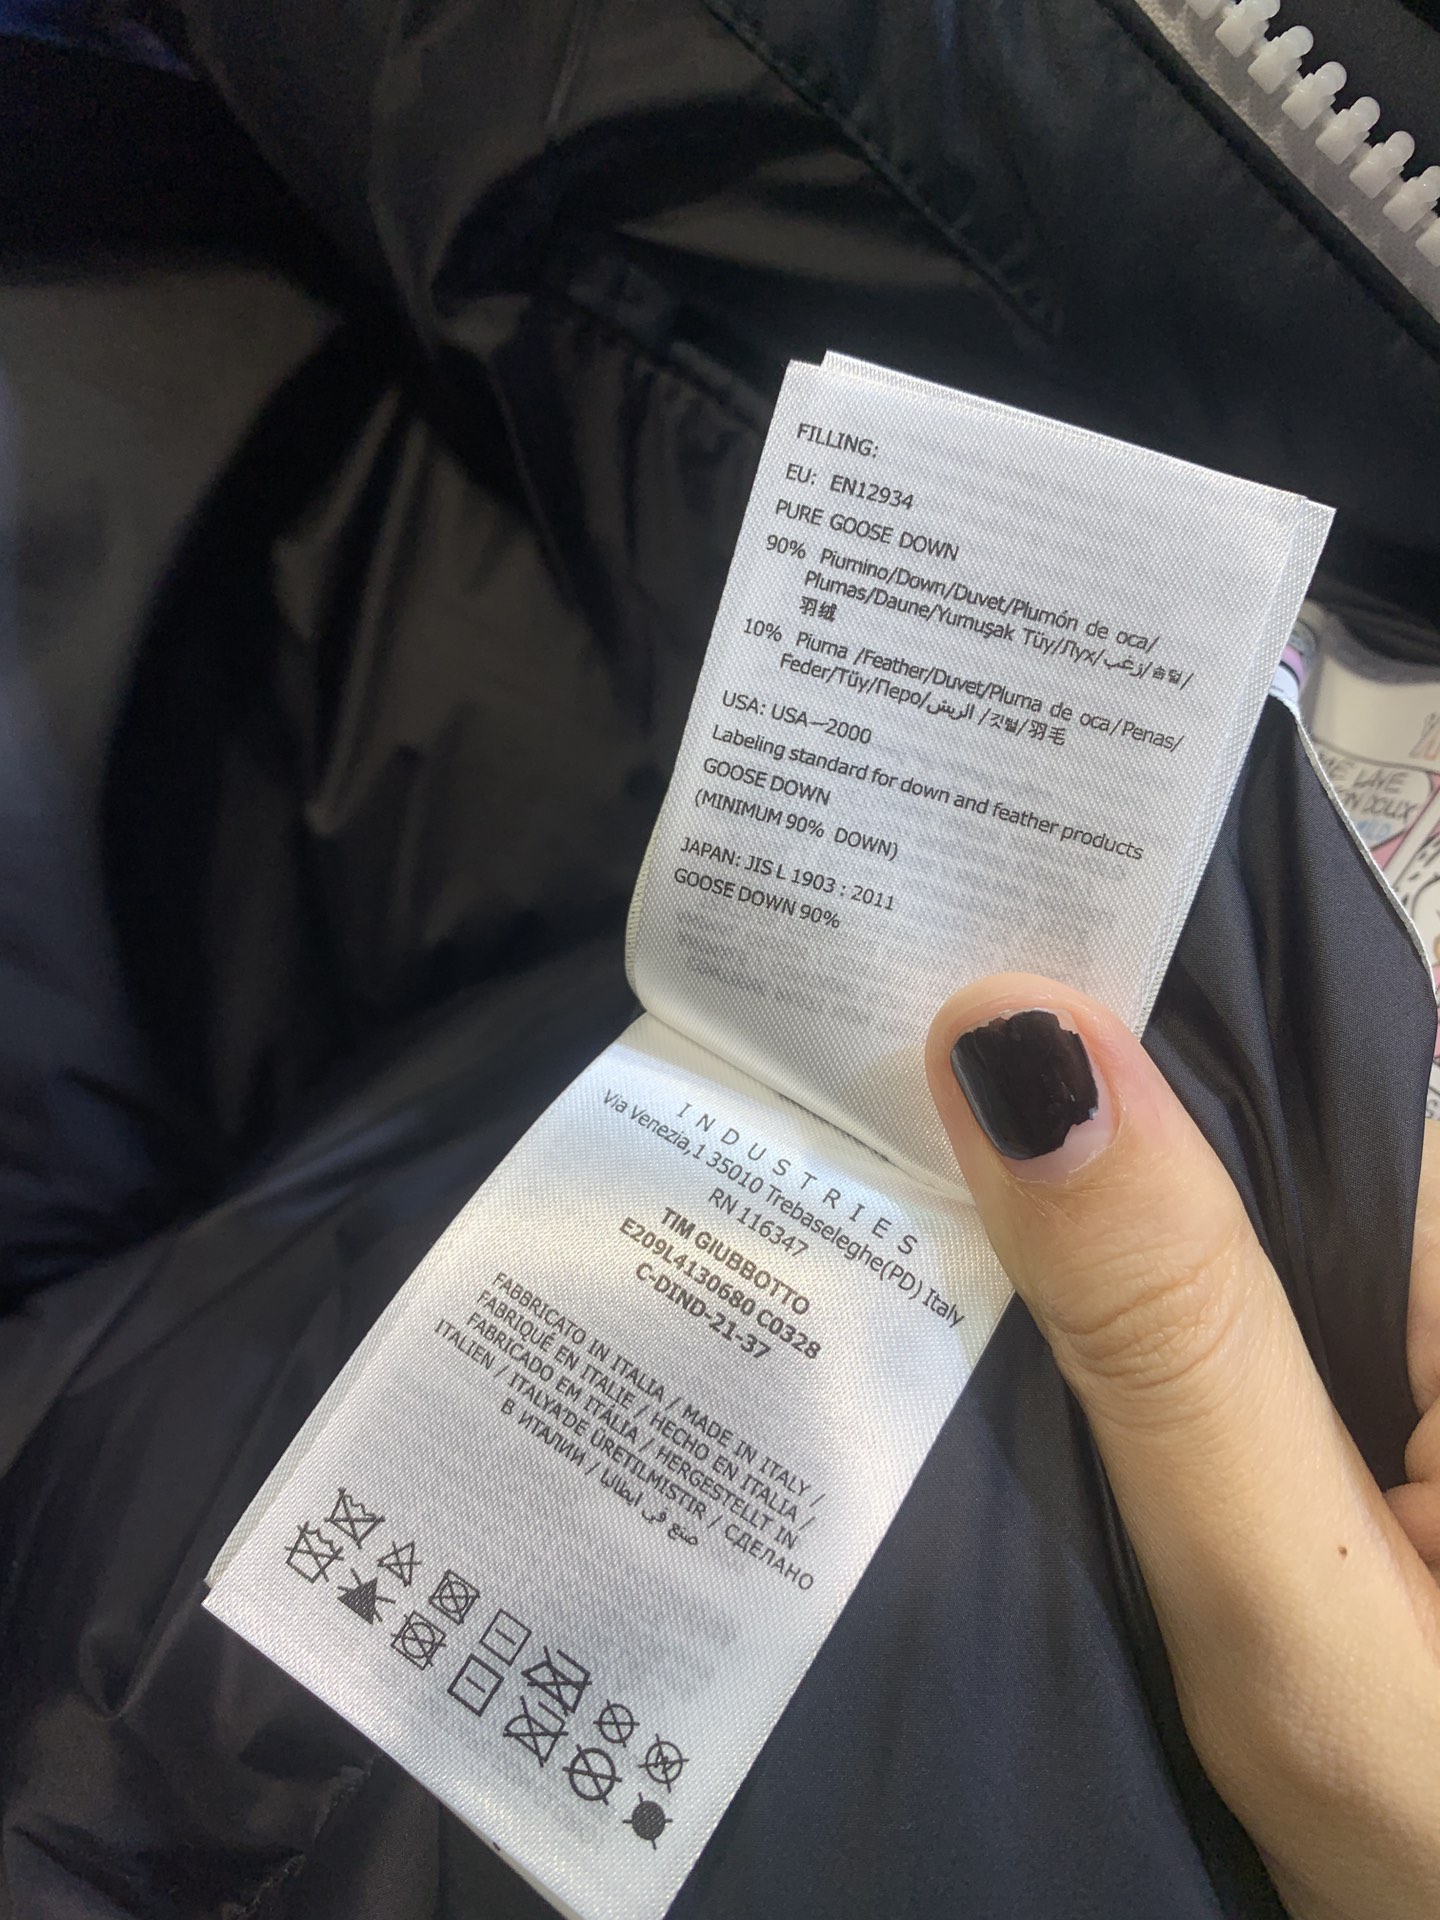 FILLING:
EU: EN12934
PURE GOOSE DOWN
90% Piumino/Down/Duvet/Plumón de oca/
Plumas/Daune/Yumuşak Tüy/Пух/زغب/솜털/
羽绒
10% Piuma /Feather/Duvet/Pluma de oca/Penas/
Feder/Tüy/Перо/الريش /깃털/羽毛
USA: USA—2000
Labeling standard for down and feather products
GOOSE DOWN
(MINIMUM 90% DOWN)
JAPAN: JIS L 1903 : 2011
GOOSE DOWN 90%
INDUSTRIES
Via Venezia,1 35010 Trebaseleghe(PD) Italy
RN 116347
TIM GIUBBOTTO
E209L4130680 C0328
C-DIND-21-37
FABBRICATO IN ITALIA / MADE IN ITALY /
FABRIQUÉ EN ITALIE / HECHO EN ITALIA /
FABRICADO EM ITÁLIA / HERGESTELLT IN
ITALIEN / ITALYA'DE ÜRETILMISTIR / СДЕЛАНО
В ИТАЛИИ / صنع في ايطاليا
LIVE
DOUX